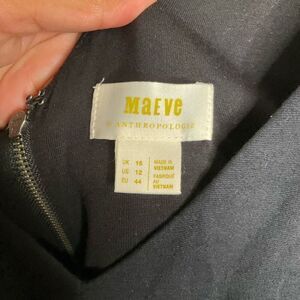 MaEVe
@ ANTHROPOLOGIE
UK 16
US 12
EU 44
MADE IN
VIETNAM
FABRIQUÉ
AU
VIETNAM